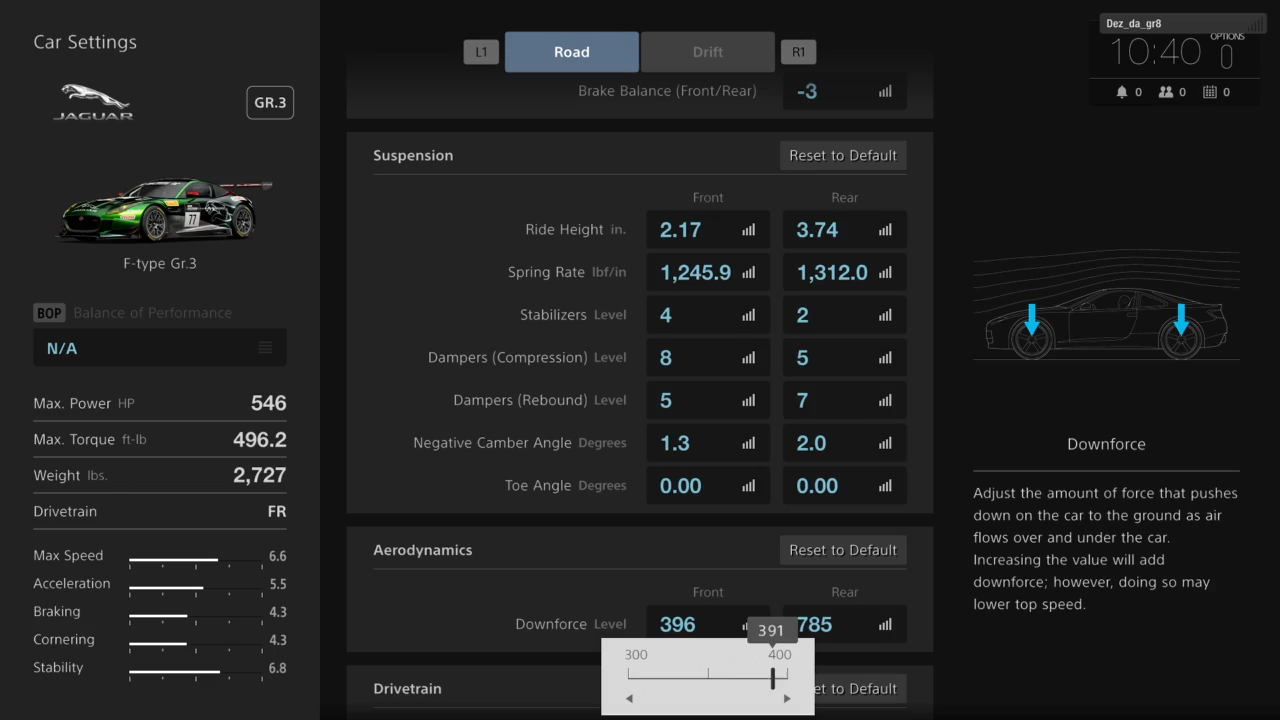 Dez_da_gr8
Car Settings
L1 Road Drift R1
10:40 OPTIONS
JAGUAR GR.3
Brake Balance (Front/Rear) -3
0 0 0
Suspension Reset to Default
Front Rear
77
Ride Height in. 2.17 3.74
F-type Gr.3
Spring Rate lbf/in 1,245.9 1,312.0
BOP Balance of Performance
Stabilizers Level 4 2
N/A
Dampers (Compression) Level 8 5
Max. Power HP 546
Dampers (Rebound) Level 5 7
Max. Torque ft-lb 496.2
Negative Camber Angle Degrees 1.3 2.0
Weight lbs. 2,727
Toe Angle Degrees 0.00 0.00
Drivetrain FR
Max Speed 6.6
Acceleration 5.5
Braking 4.3
Cornering 4.3
Stability 6.8
Aerodynamics Reset to Default
Front Rear
Downforce Level 396 785
391
300 400
Drivetrain et to Default
Downforce
Adjust the amount of force that pushes
down on the car to the ground as air
flows over and under the car.
Increasing the value will add
downforce; however, doing so may
lower top speed.